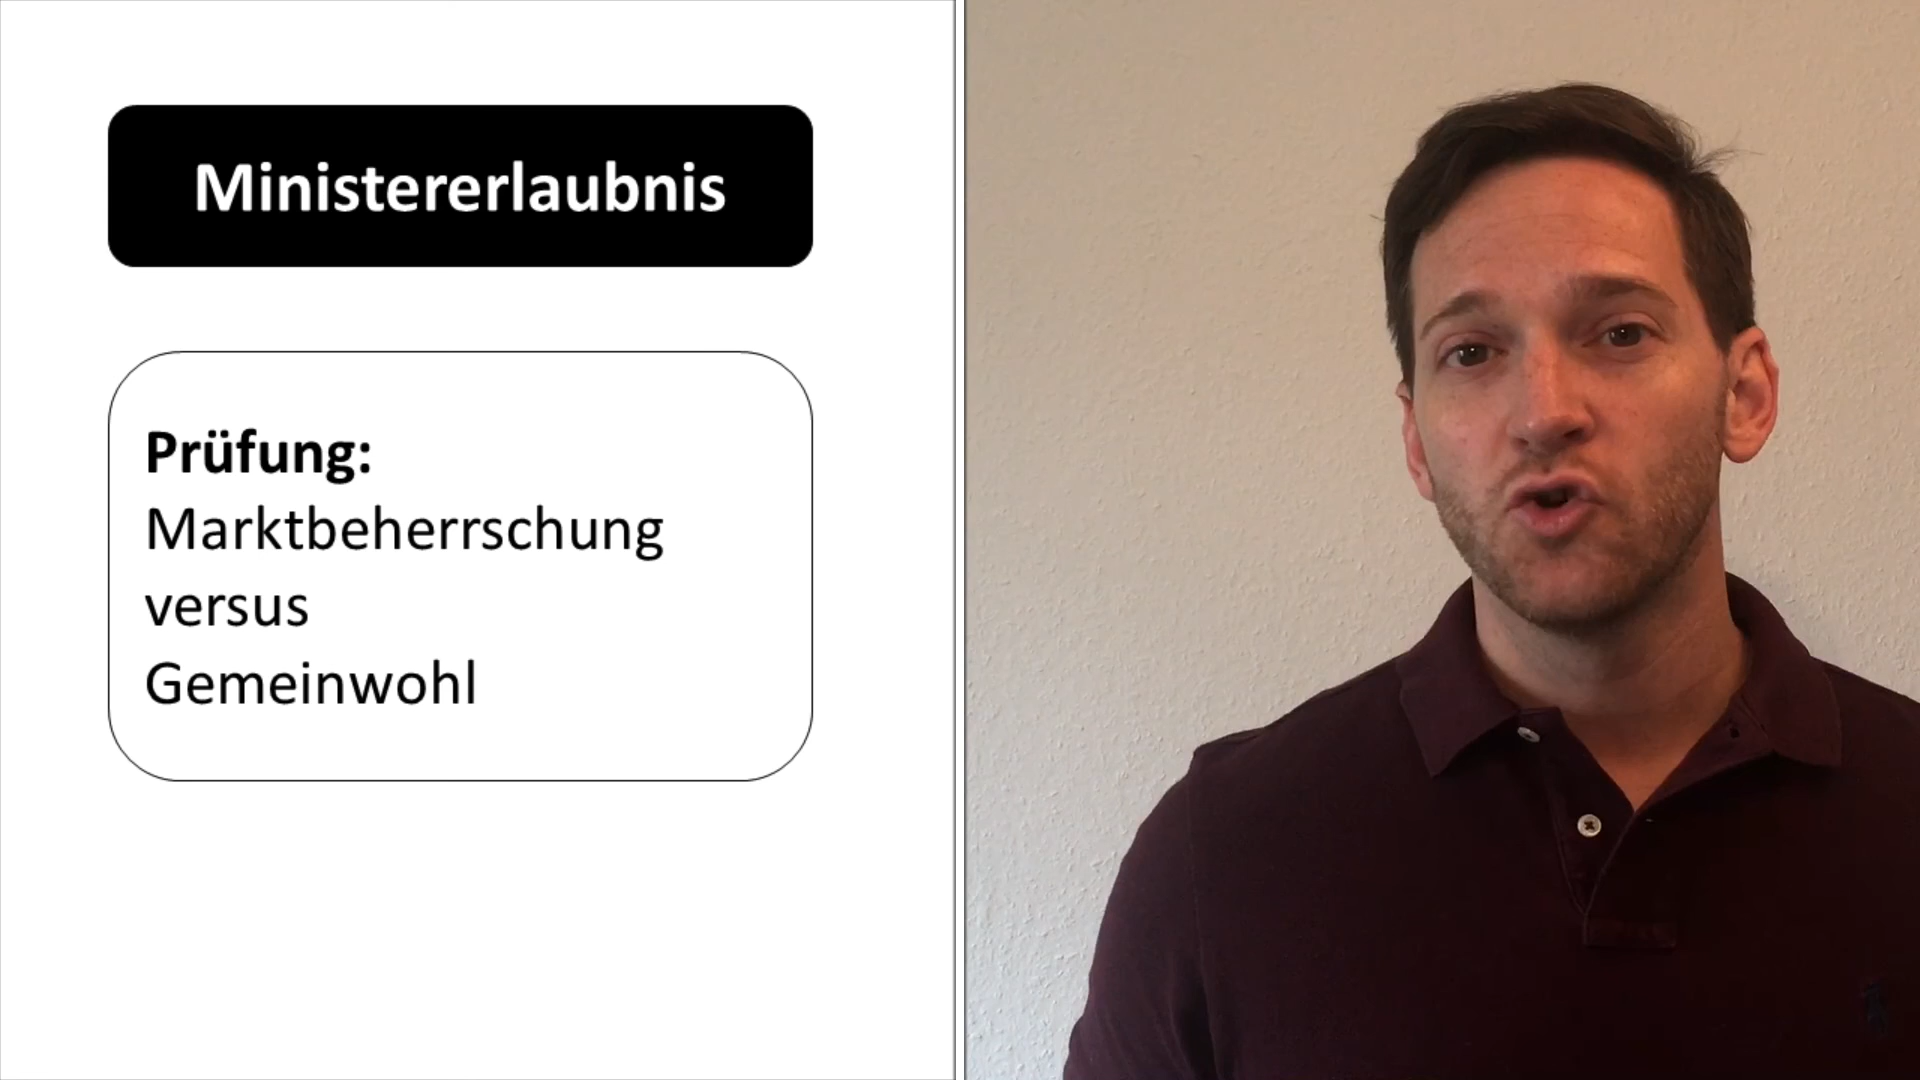 Ministererlaubnis
Prüfung:
Marktbeherrschung
versus
Gemeinwohl